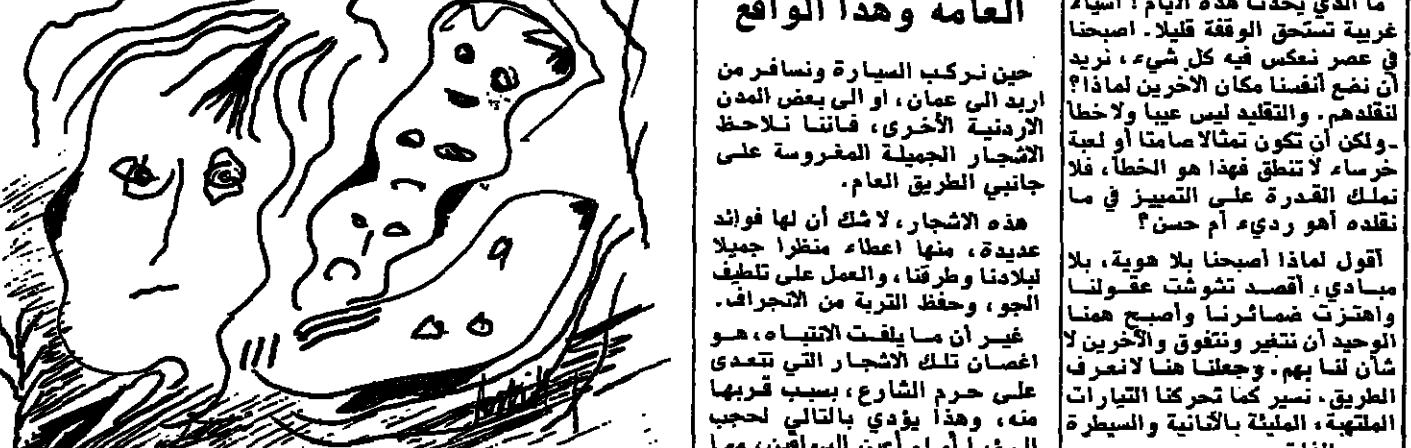 ما الذي يحدث هذه الأيام؟ أشياء
غريبة تستحق الوقفة قليلا. اصبحنا
في عصر نعكس فيه كل شيء، نريد
أن نضع أنفسنا مكان الآخرين لماذا؟
لنقلدهم. والتقليد ليس عيبا ولا خطأ
-ولكن أن تكون تمثالا صامتا أو لعبة
خرساء لا تنطق فهذا هو الخطأ، فلا
نملك القدرة على التمييز في ما
نقلده أهو رديء أم حسن؟
أقول لماذا أصبحنا بلا هوية، بلا
مبادىء، أقصد تشوشت عقولنا
واهتزت ضمائرنا وأصبح همنا
الوحيد أن نتغير ونتفوق والآخرين لا
شأن لنا بهم. وجعلنا هنا لا نعرف
الطريق. نسير كما تحركنا التيارات
الملتهبة، المليئة بالأنانية والسيطرة
العامه وهذا الواقع
حين نركب السيارة ونسافر من
اربد الى عمان، او الى بعض المدن
الاردنية الأخرى، فاننا نلاحظ
الاشجار الجميلة المغروسة على
جانبي الطريق العام.
هذه الاشجار، لا شك أن لها فوائد
عديدة، منها اعطاء منظرا جميلا
لبلادنا وطرقنا، والعمل على تلطيف
الجو، وحفظ التربة من الانجراف.
غير أن ما يلفت الانتباه، هو
اغصان تلك الاشجار التي تتعدى
على حرم الشارع، بسبب قربها
منه، وهذا يؤدي بالتالي لحجب